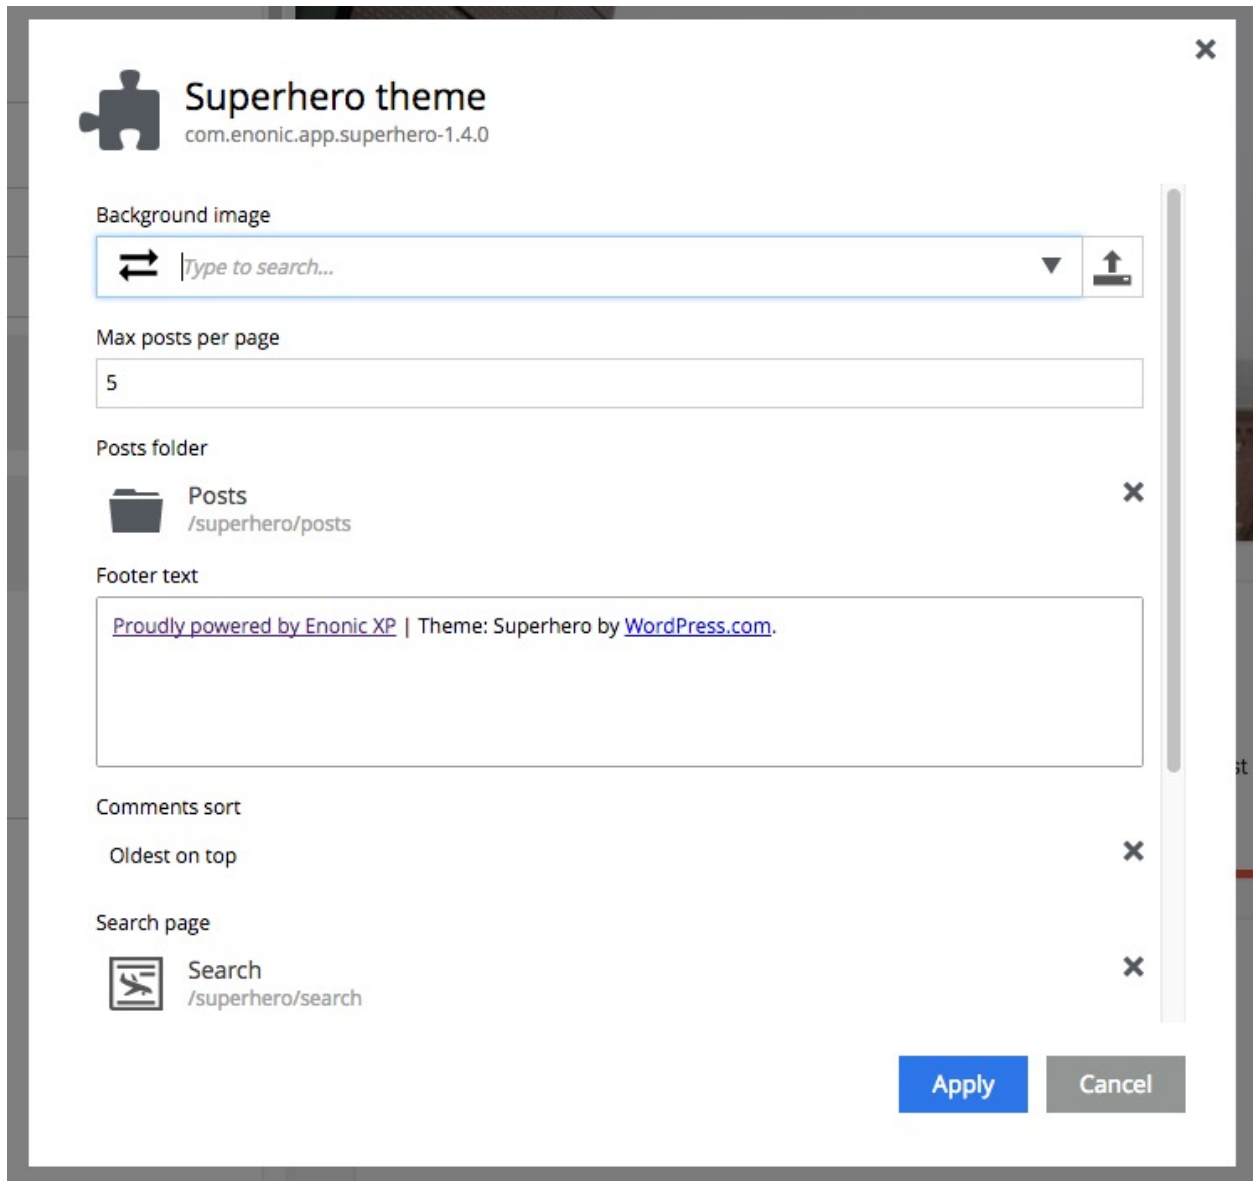 Superhero theme
com.enonic.app.superhero-1.4.0
Background image
Type to search...
Max posts per page
5
Posts folder
Posts
/superhero/posts
Footer text
Proudly powered by Enonic XP | Theme: Superhero by WordPress.com.
st
Comments sort
Oldest on top
Search page
Search
/superhero/search
Apply Cancel